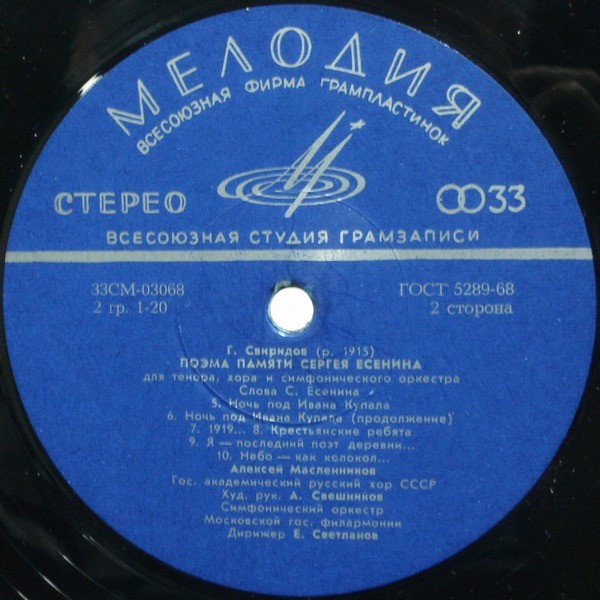 МЕЛОДИЯ
ВСЕСОЮЗНАЯ ФИРМА ГРАМПЛАСТИНОК
СТЕРЕО 33
ВСЕСОЮЗНАЯ СТУДИЯ ГРАМЗАПИСИ
33СМ-03068 ГОСТ 5289-68
2 гр. 1-20 2 сторона
Г. Свиридов (р. 1915)
ПОЭМА ПАМЯТИ СЕРГЕЯ ЕСЕНИНА
для тенора, хора и симфонического оркестра
Слова С. Есенина
5. Ночь под Ивана Купала
6. Ночь под Ивана Купала (продолжение)
7. 1919... 8. Крестьянские ребята
9. Я — последний поэт деревни...
10. Небо — как колокол...
Алексей Масленников
Гос. академический русский хор СССР
Худ. рук. А. Свешников
Симфонический оркестр
Московской гос. филармонии
Дирижер Е. Светланов